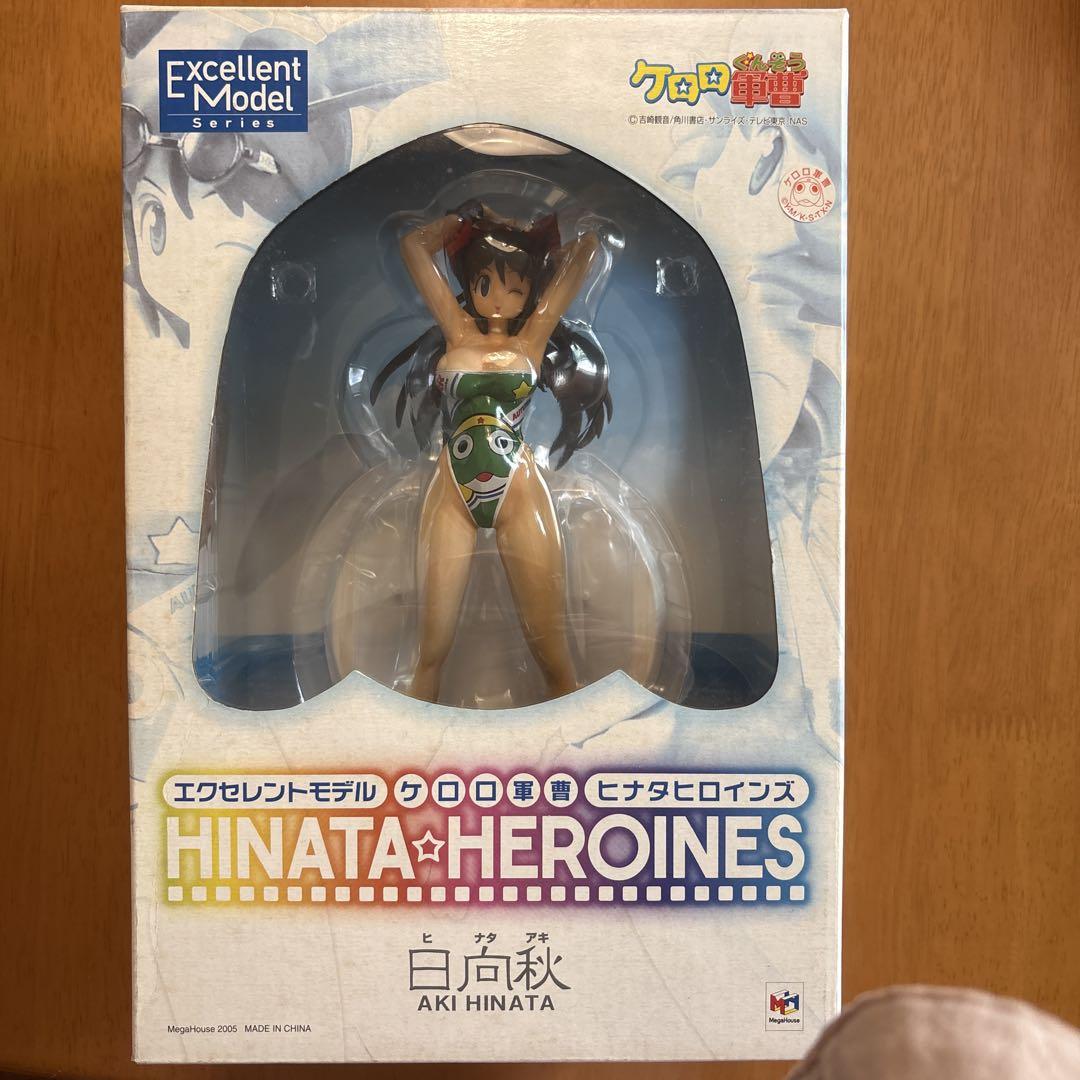 Excellent
Model
Series
ケロロ軍曹
ぐんそう
©吉崎観音/角川書店・サンライズ・テレビ東京、NAS
ケロロ軍曹
©Y・M/K・S・TX・N
AUT
AU
エクセレントモデル ケロロ軍曹 ヒナタヒロインズ
HINATA☆HEROINES
ヒ ナタ アキ
日向秋
AKI HINATA
MegaHouse 2005 MADE IN CHINA
MegaHouse